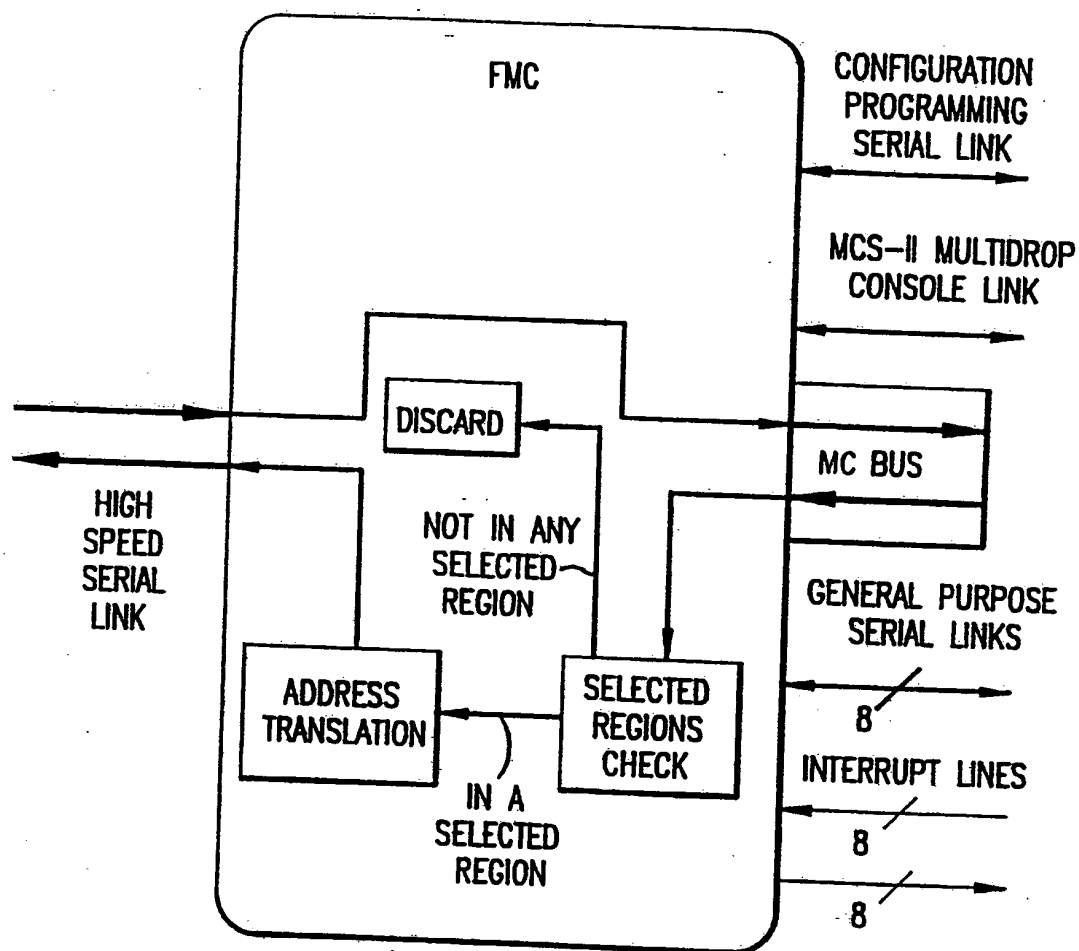 FMC
CONFIGURATION
PROGRAMMING
SERIAL LINK
MCS-II MULTIDROP
CONSOLE LINK
DISCARD
MC BUS
HIGH
SPEED
SERIAL
LINK
NOT IN ANY
SELECTED
REGION
GENERAL PURPOSE
SERIAL LINKS
8
ADDRESS
TRANSLATION
SELECTED
REGIONS
CHECK
IN A
SELECTED
REGION
INTERRUPT LINES
8
8